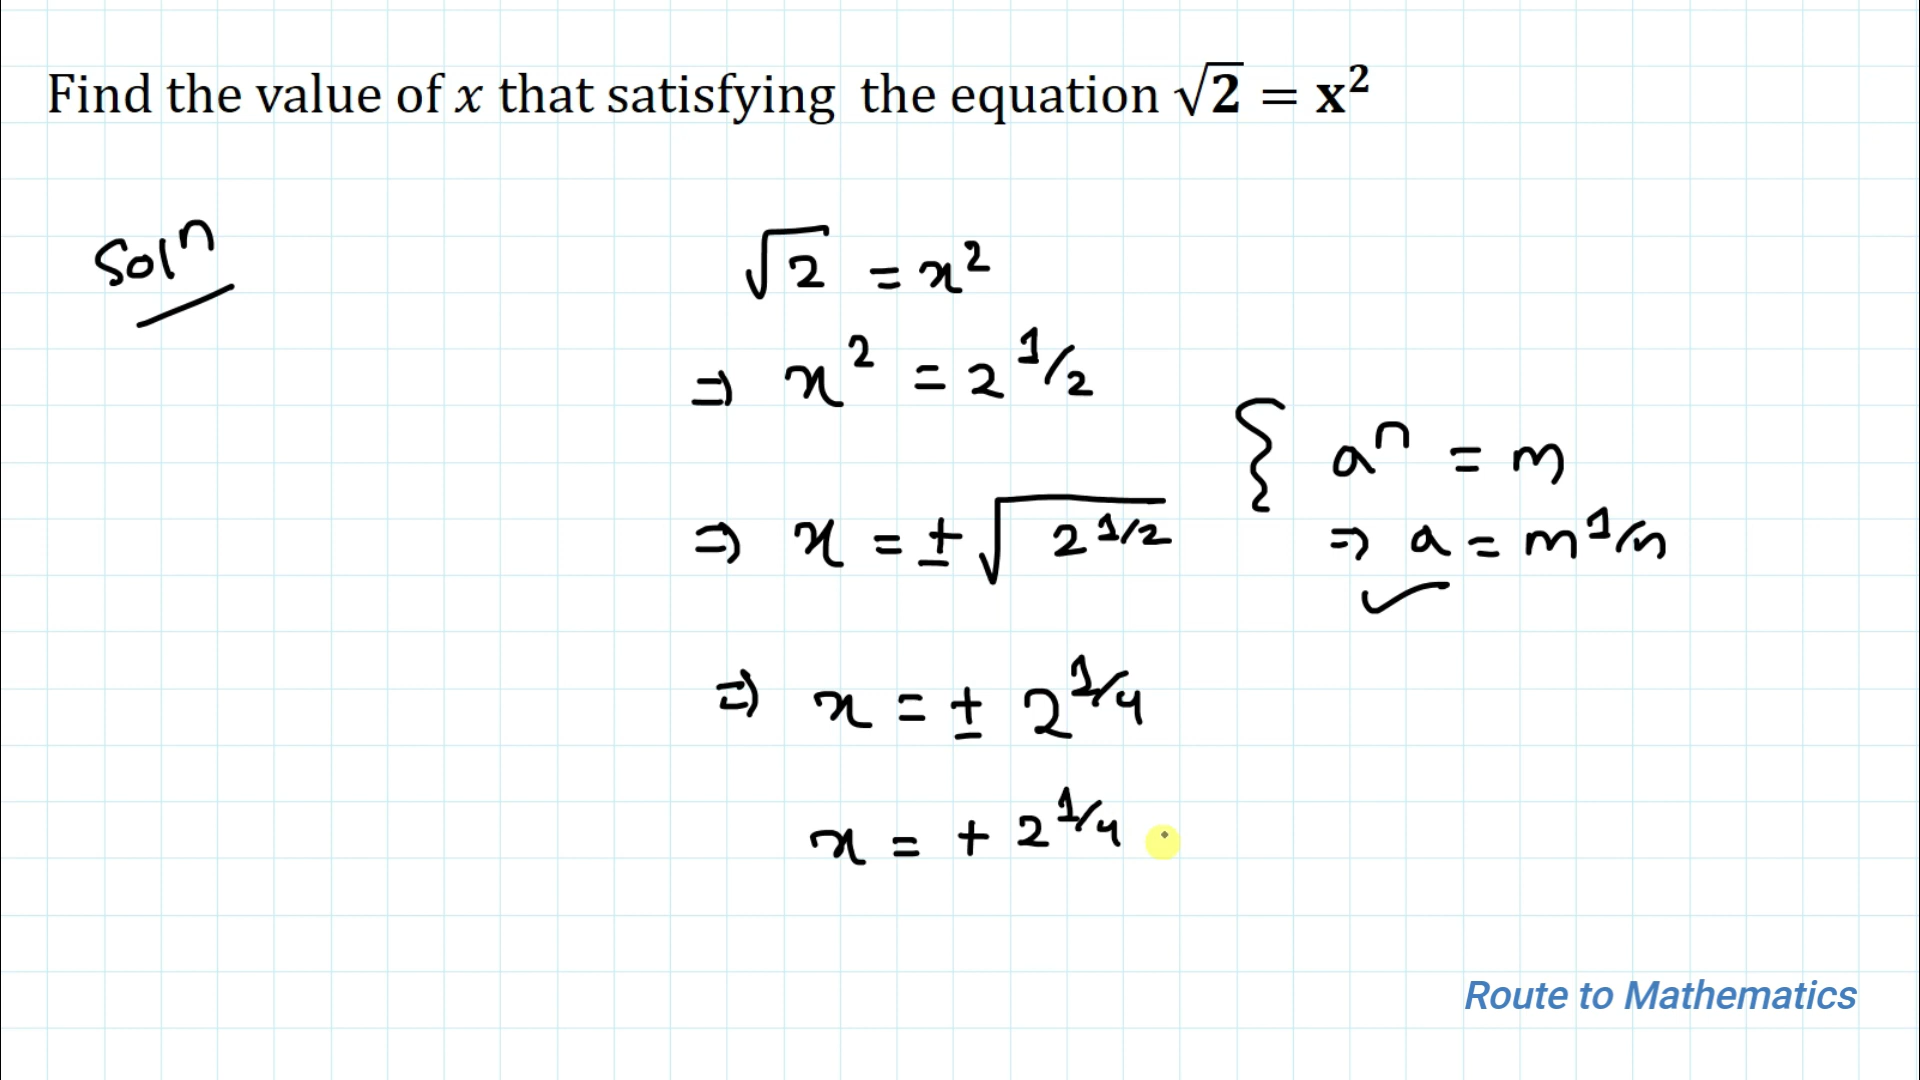 Find the value of x that satisfying the equation √2 = x²
Solⁿ
√2 = x²
⇒ x² = 2^1/2
⇒ x = ± √2^1/2
{ aⁿ = m
⇒ a = m^1/n
⇒ x = ± 2^1/4
x = + 2^1/4
Route to Mathematics